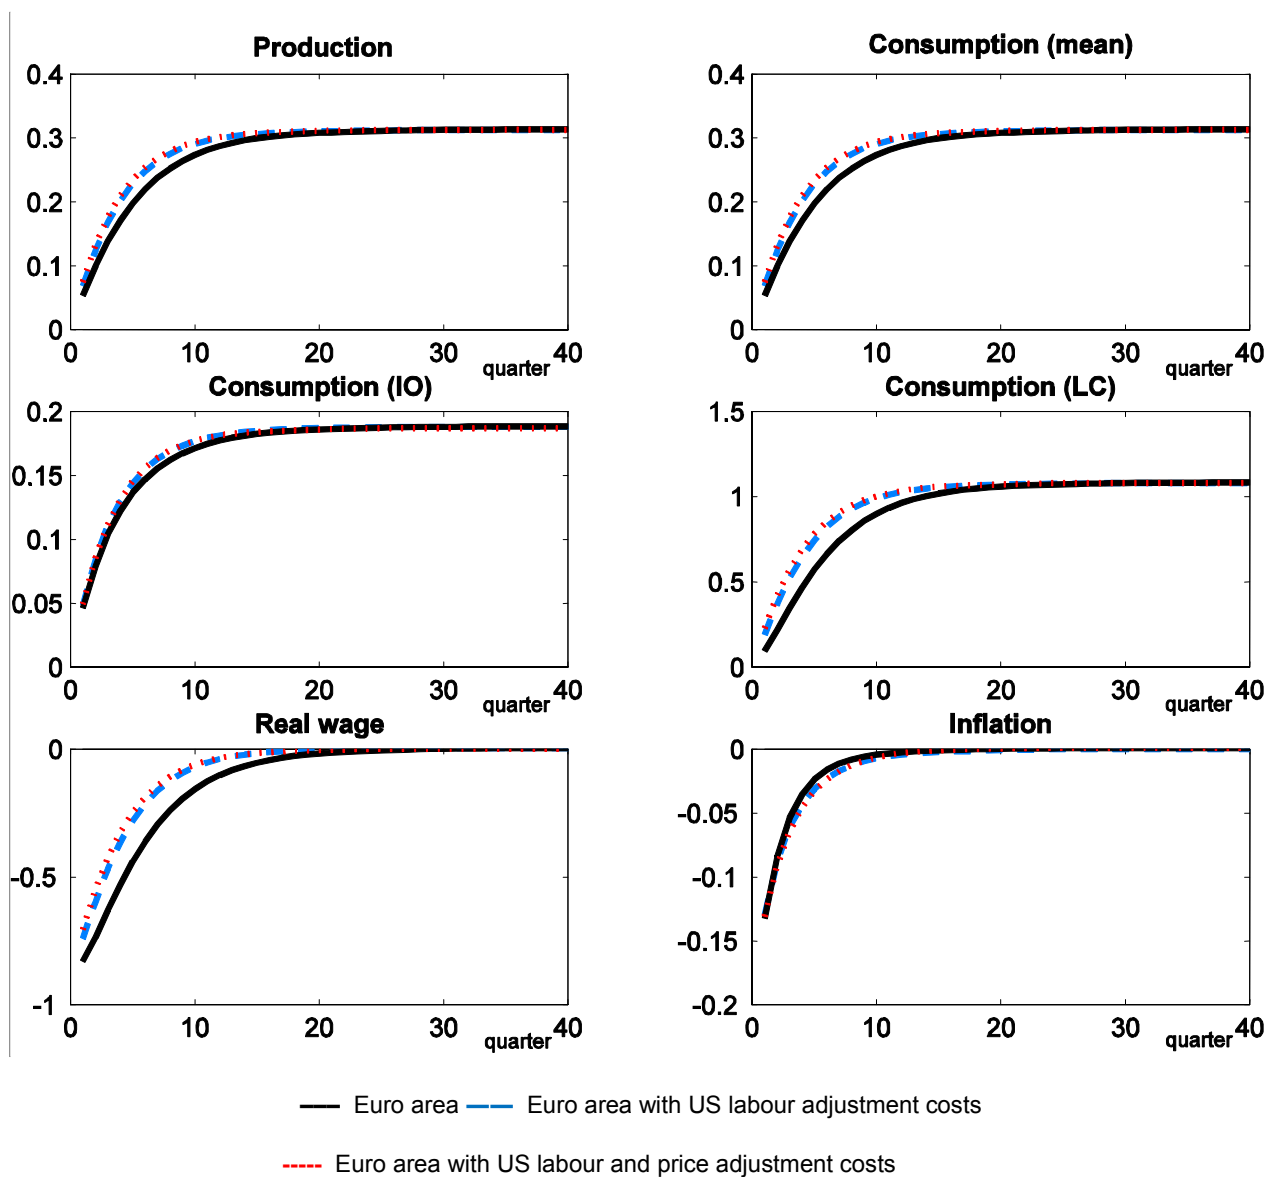 Production
Consumption (mean)
0.4
0.3
0.2
0.1
0
0 10 20 30 40
quarter
0.4
0.3
0.2
0.1
0
0 10 20 30 40
quarter
Consumption (IO)
Consumption (LC)
0.2
0.15
0.1
0.05
0
0 10 20 30 40
quarter
1.5
1
0.5
0
0 10 20 30 40
quarter
Real wage
Inflation
0
-0.5
-1
0 10 20 30 40
quarter
0
-0.05
-0.1
-0.15
-0.2
0 10 20 30 40
quarter
Euro area Euro area with US labour adjustment costs
Euro area with US labour and price adjustment costs